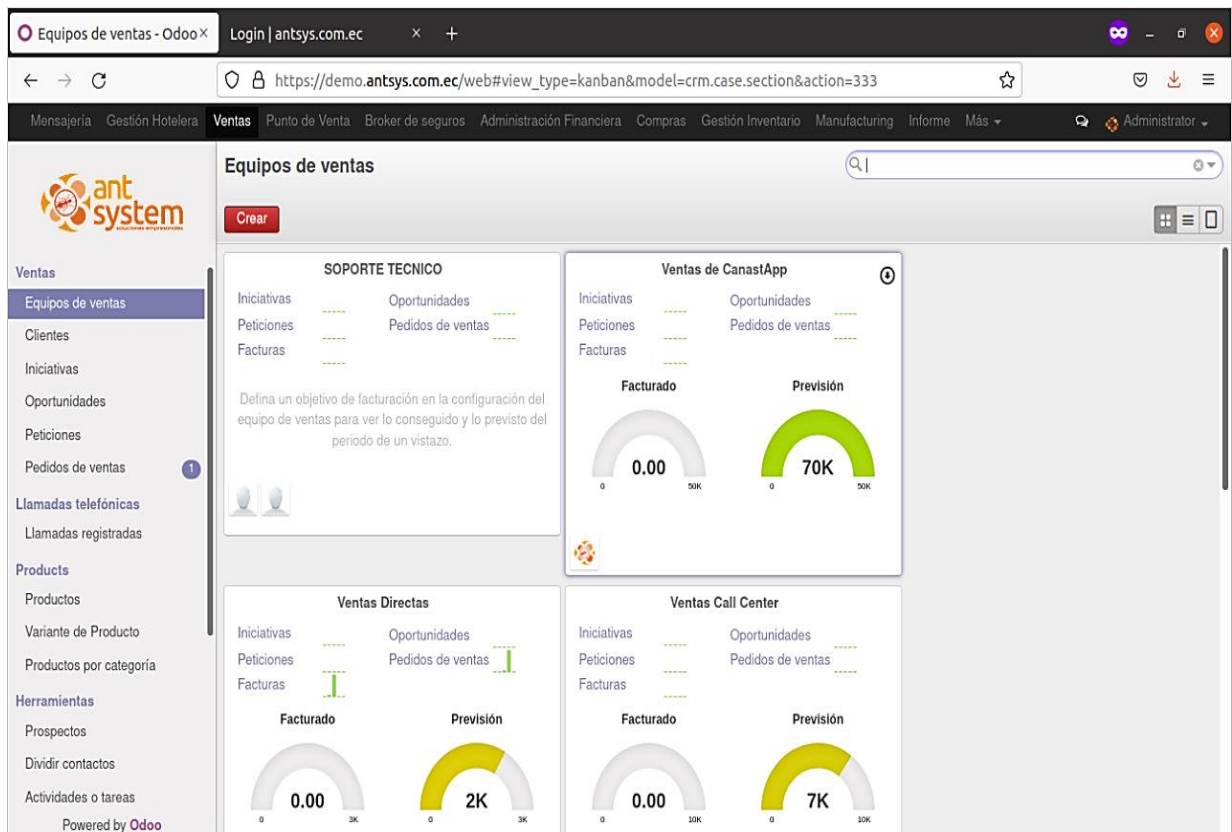 Equipos de ventas - Odoo ×
Login | antsys.com.ec × +
https://demo.antsys.com.ec/web#view_type=kanban&model=crm.case.section&action=333
Mensajería Gestión Hotelera Ventas Punto de Venta Broker de seguros Administración Financiera Compras Gestión Inventario Manufacturing Informe Más Administrator
ant
system
soluciones empresariales
Equipos de ventas
Crear
Ventas
Equipos de ventas
Clientes
Iniciativas
Oportunidades
Peticiones
Pedidos de ventas 1
Llamadas telefónicas
Llamadas registradas
Products
Productos
Variante de Producto
Productos por categoría
Herramientas
Prospectos
Dividir contactos
Actividades o tareas
Powered by Odoo
SOPORTE TECNICO
Iniciativas Oportunidades
Peticiones Pedidos de ventas
Facturas
Defina un objetivo de facturación en la configuración del
equipo de ventas para ver lo conseguido y lo previsto del
periodo de un vistazo.
Ventas de CanastApp
Iniciativas Oportunidades
Peticiones Pedidos de ventas
Facturas
Facturado Previsión
0.00 70K
0 50K 0 50K
Ventas Directas
Iniciativas Oportunidades
Peticiones Pedidos de ventas
Facturas
Facturado Previsión
0.00 2K
0 3K 0 3K
Ventas Call Center
Iniciativas Oportunidades
Peticiones Pedidos de ventas
Facturas
Facturado Previsión
0.00 7K
0 10K 0 10K